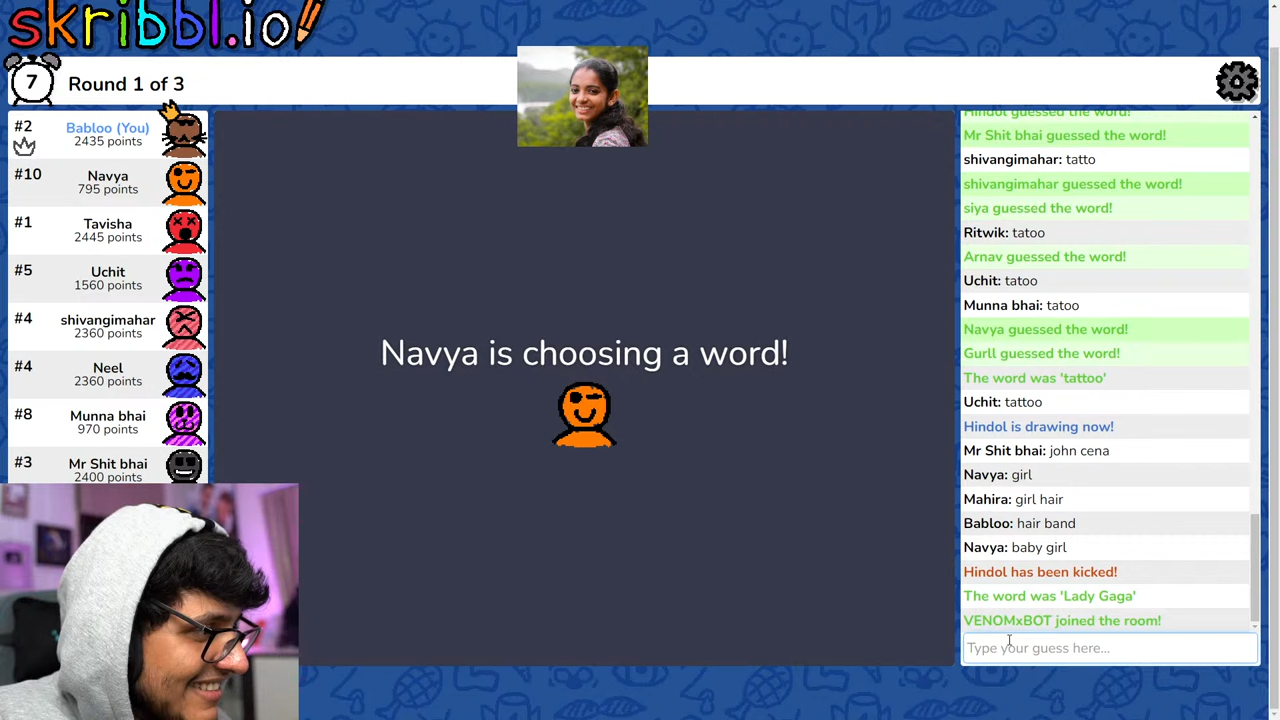 skribbl.io
7
Round 1 of 3
#2
Babloo (You)
2435 points
#10
Navya
795 points
#1
Tavisha
2445 points
#5
Uchit
1560 points
#4
shivangimahar
2360 points
#4
Neel
2360 points
#8
Munna bhai
970 points
#3
Mr Shit bhai
2400 points
Navya is choosing a word!
Hindol guessed the word!
Mr Shit bhai guessed the word!
shivangimahar: tatto
shivangimahar guessed the word!
siya guessed the word!
Ritwik: tatoo
Arnav guessed the word!
Uchit: tatoo
Munna bhai: tatoo
Navya guessed the word!
Gurll guessed the word!
The word was 'tattoo'
Uchit: tattoo
Hindol is drawing now!
Mr Shit bhai: john cena
Navya: girl
Mahira: girl hair
Babloo: hair band
Navya: baby girl
Hindol has been kicked!
The word was 'Lady Gaga'
VENOMxBOT joined the room!
Type your guess here...